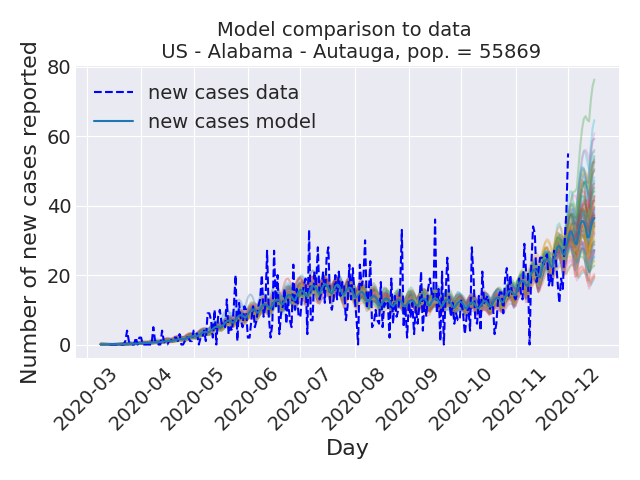 Model comparison to data
US - Alabama - Autauga, pop. = 55869
Number of new cases reported
80
60
40
20
0
new cases data
new cases model
2020-03
2020-04
2020-05
2020-06
2020-07
2020-08
2020-09
2020-10
2020-11
2020-12
Day